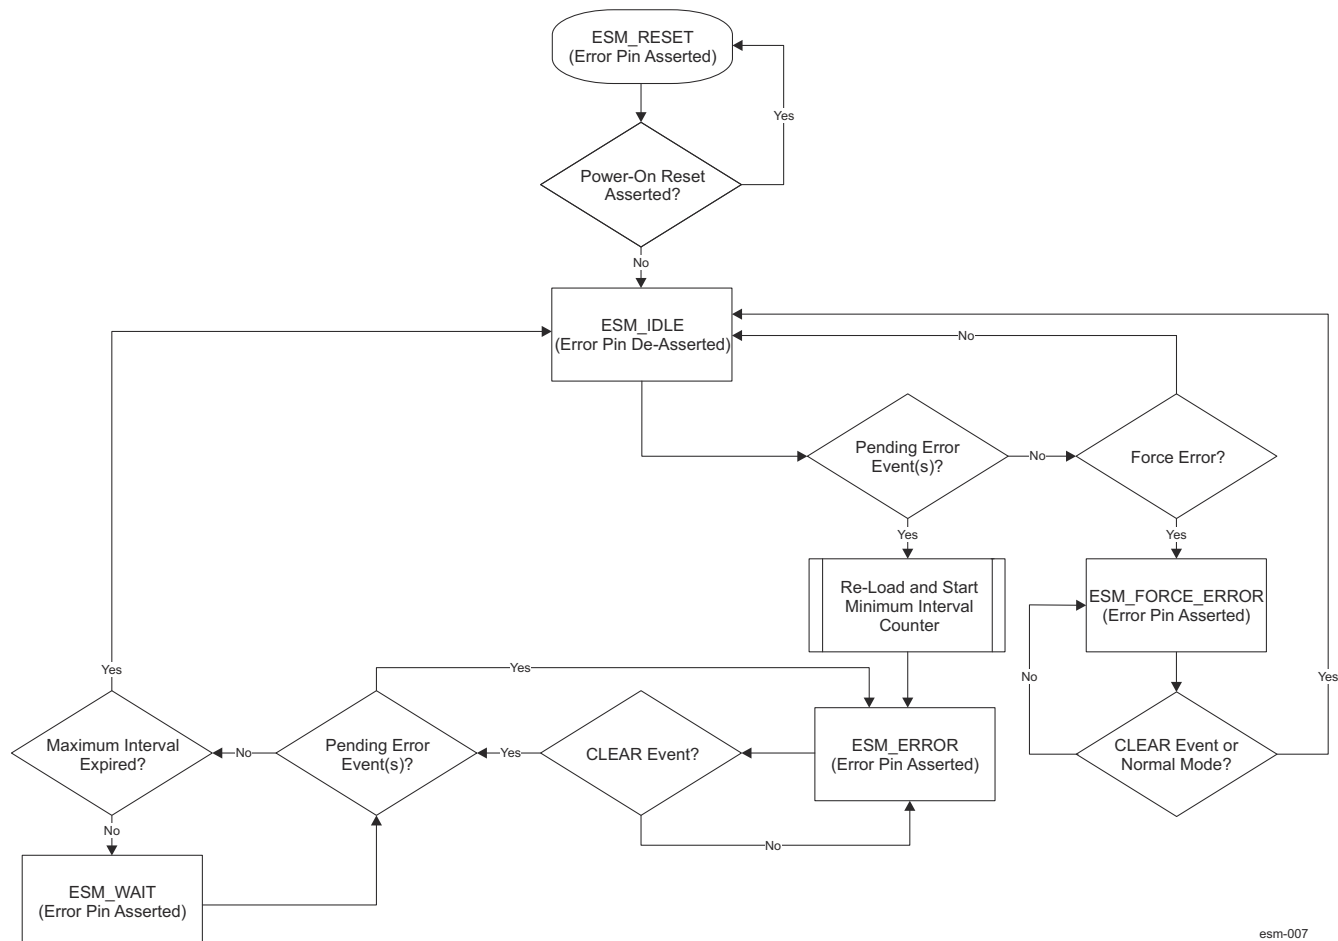 ESM_RESET
(Error Pin Asserted)
Yes
Power-On Reset
Asserted?
No
ESM_IDLE
(Error Pin De-Asserted)
No
Pending Error
Event(s)?
No
Force Error?
Yes
Yes
Re-Load and Start
Minimum Interval
Counter
ESM_FORCE_ERROR
(Error Pin Asserted)
No
Yes
CLEAR Event or
Normal Mode?
Yes
Yes
Maximum Interval
Expired?
No
Pending Error
Event(s)?
Yes
CLEAR Event?
ESM_ERROR
(Error Pin Asserted)
No
No
ESM_WAIT
(Error Pin Asserted)
esm-007